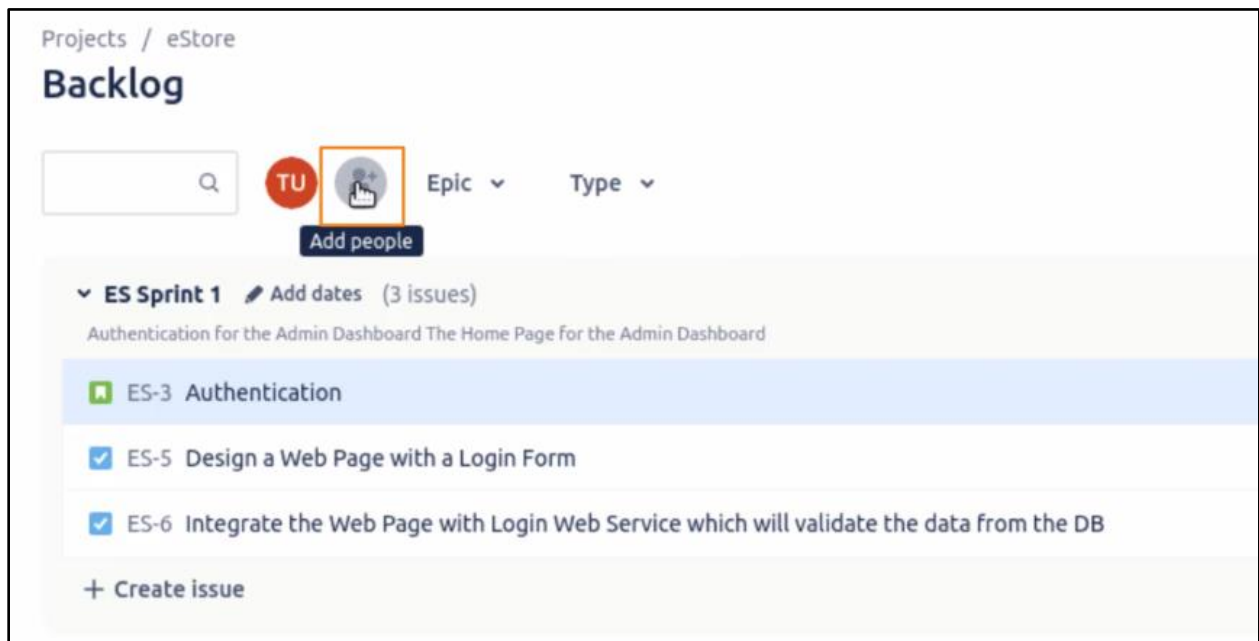 Projects / eStore
Backlog
TU Epic Type
Add people
ES Sprint 1 Add dates (3 issues)
Authentication for the Admin Dashboard The Home Page for the Admin Dashboard
ES-3 Authentication
ES-5 Design a Web Page with a Login Form
ES-6 Integrate the Web Page with Login Web Service which will validate the data from the DB
+ Create issue